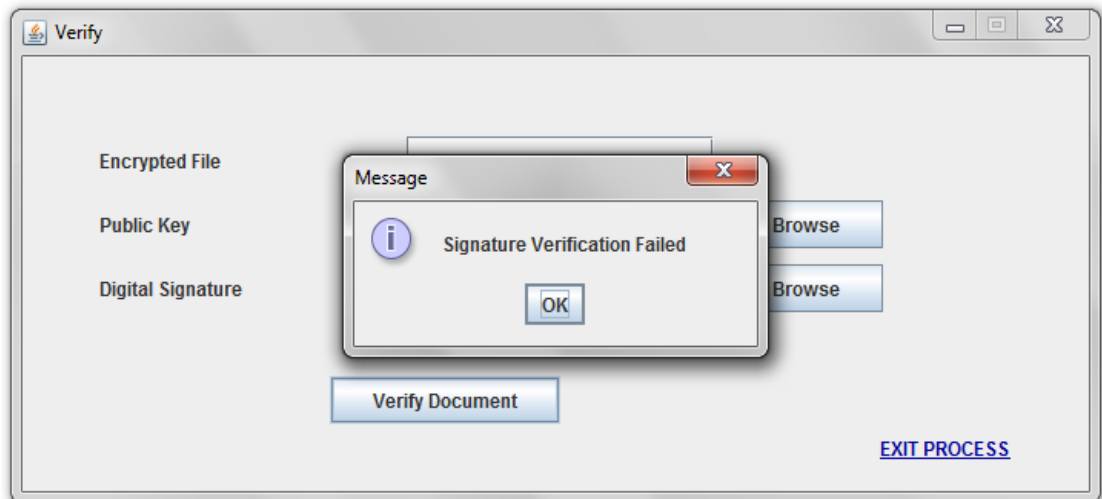 Verify
Encrypted File
Message
Public Key
Signature Verification Failed
Browse
Digital Signature
OK
Browse
Verify Document
EXIT PROCESS